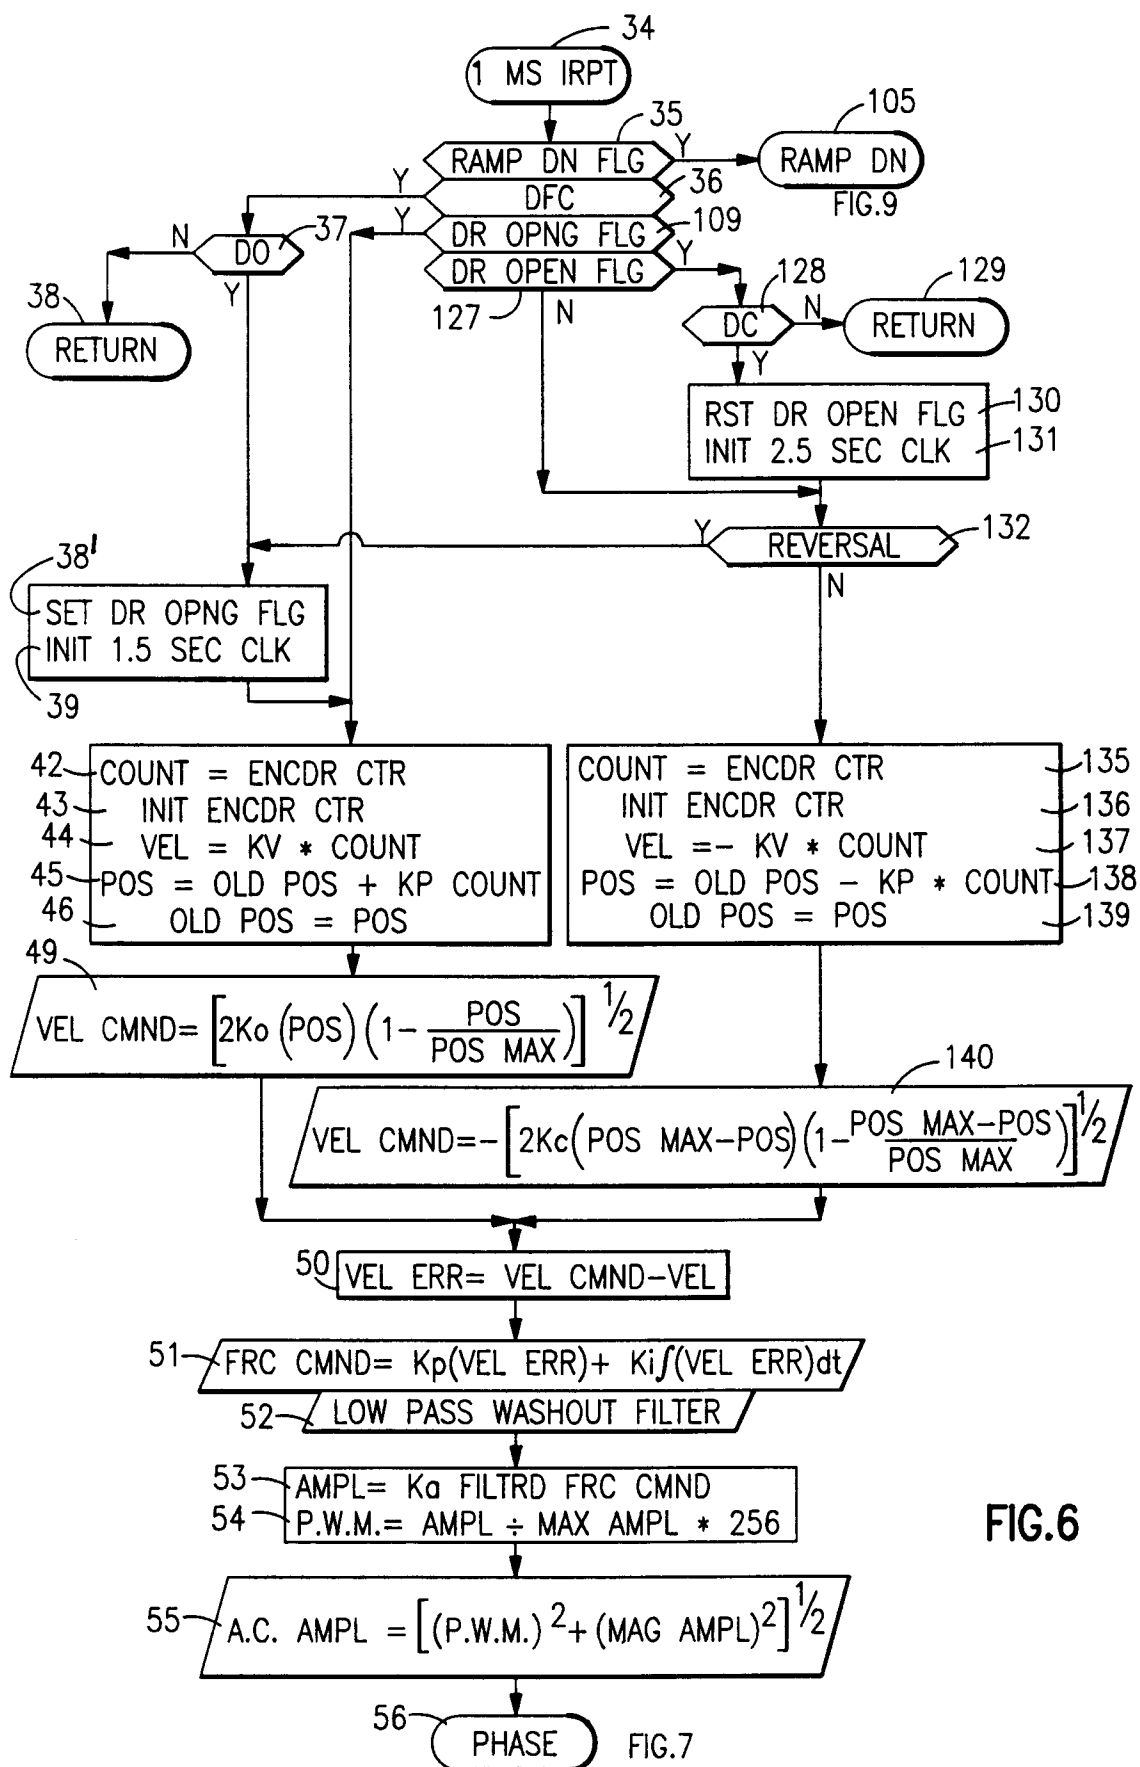 34
1 MS IRPT
35
105
RAMP DN FLG
Y
RAMP DN
FIG.9
Y
DFC
36
Y
DR OPNG FLG
109
N
DO
37
DR OPEN FLG
Y
127
N
Y
38
RETURN
128
DC
N
129
RETURN
Y
RST DR OPEN FLG
130
INIT 2.5 SEC CLK
131
Y
REVERSAL
132
N
38'
SET DR OPNG FLG
INIT 1.5 SEC CLK
39
42 COUNT = ENCDR CTR
43 INIT ENCDR CTR
44 VEL = KV * COUNT
45 POS = OLD POS + KP COUNT
46 OLD POS = POS
COUNT = ENCDR CTR 135
INIT ENCDR CTR 136
VEL =- KV * COUNT 137
POS = OLD POS - KP * COUNT 138
OLD POS = POS 139
49
VEL CMND= [2Ko (POS) (1- POS / POS MAX)] 1/2
140
VEL CMND=- [2Kc(POS MAX-POS)(1- POS MAX-POS / POS MAX)] 1/2
50 VEL ERR= VEL CMND-VEL
51 FRC CMND= Kp(VEL ERR)+ Ki∫(VEL ERR)dt
52 LOW PASS WASHOUT FILTER
53 AMPL= Ka FILTRD FRC CMND
54 P.W.M.= AMPL ÷ MAX AMPL * 256
FIG.6
55 A.C. AMPL = [(P.W.M.) 2 + (MAG AMPL) 2] 1/2
56
PHASE
FIG.7